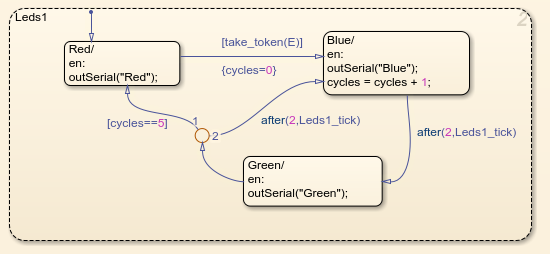 Leds1
2
Red/
en:
outSerial("Red");
[take_token(E)]
{cycles=0}
Blue/
en:
outSerial("Blue");
cycles = cycles + 1;
[cycles==5]
1
2
after(2,Leds1_tick)
after(2,Leds1_tick)
Green/
en:
outSerial("Green");